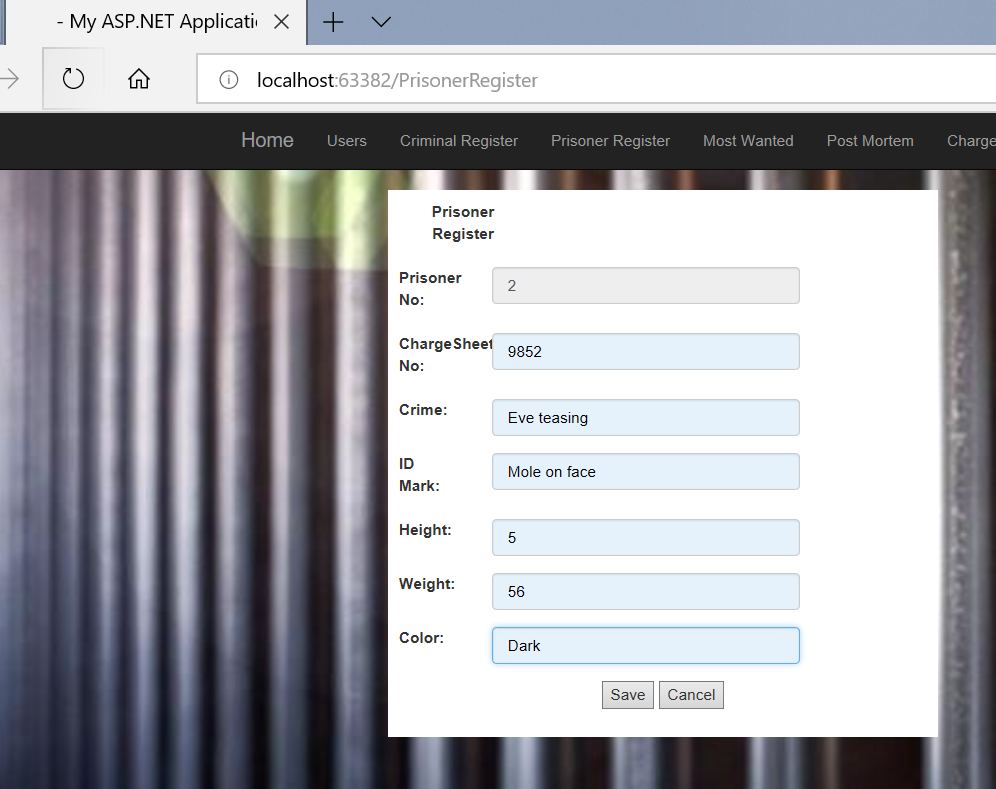 - My ASP.NET Applicati
localhost:63382/PrisonerRegister
Home Users Criminal Register Prisoner Register Most Wanted Post Mortem Charge
Prisoner
Register
Prisoner
No:
2
ChargeSheet
No:
9852
Crime:
Eve teasing
ID
Mark:
Mole on face
Height:
5
Weight:
56
Color:
Dark
Save Cancel